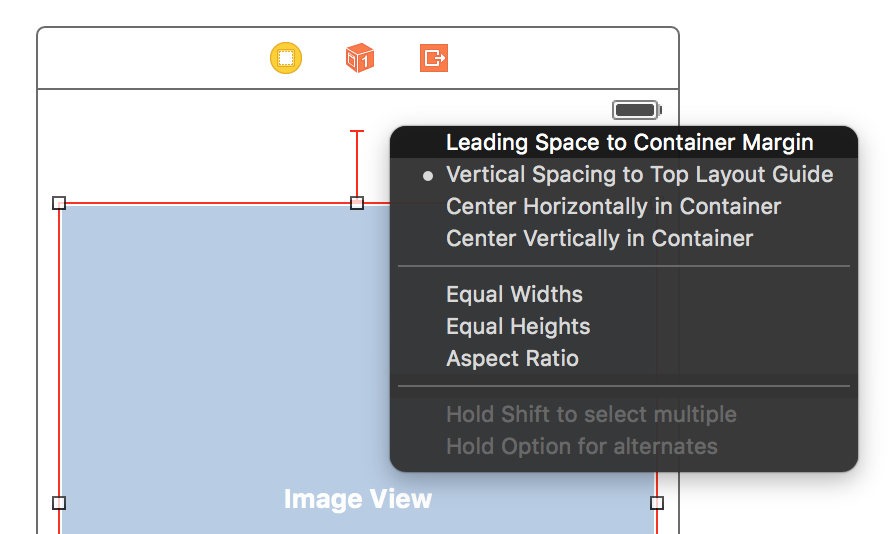 Leading Space to Container Margin
Vertical Spacing to Top Layout Guide
Center Horizontally in Container
Center Vertically in Container
Equal Widths
Equal Heights
Aspect Ratio
Hold Shift to select multiple
Hold Option for alternates
Image View